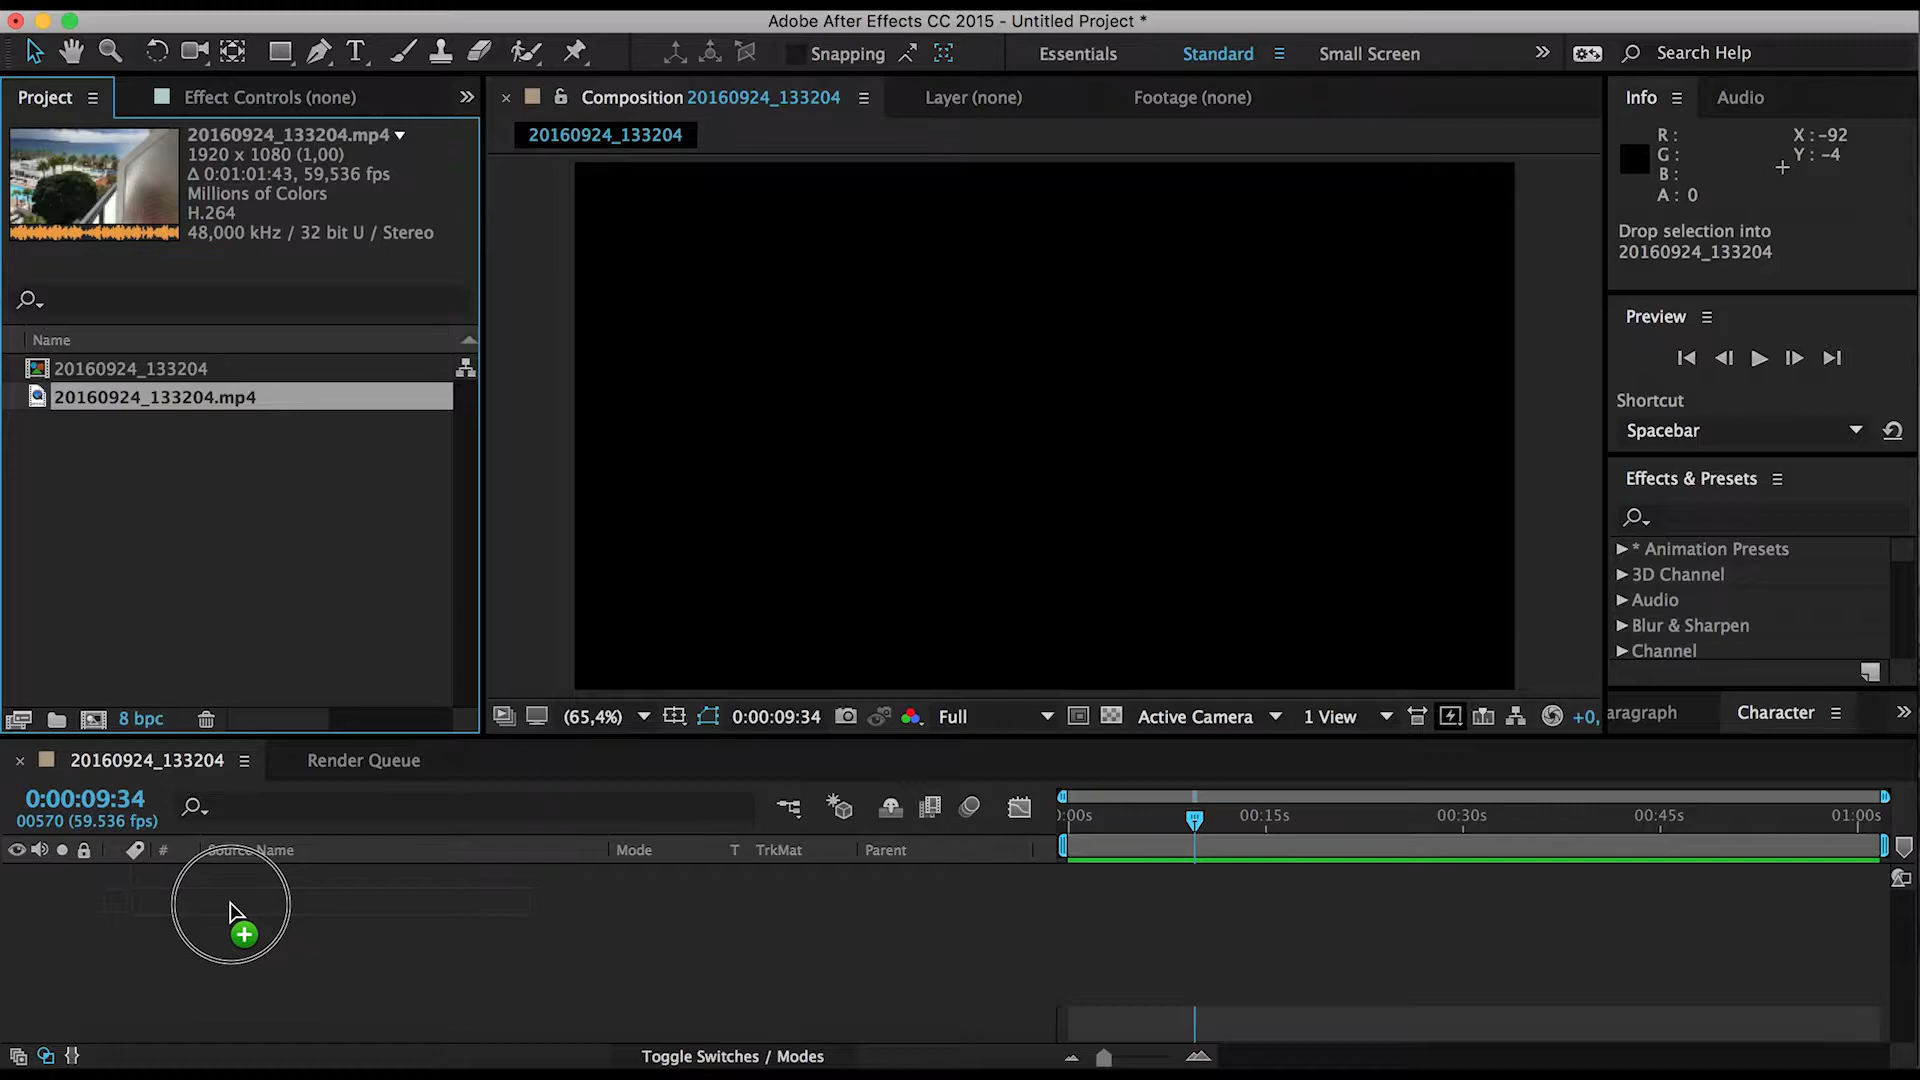 Adobe After Effects CC 2015 - Untitled Project *
Snapping
Essentials
Standard
Small Screen
Search Help
Project
Effect Controls (none)
Composition 20160924_133204
Layer (none)
Footage (none)
Info
Audio
20160924_133204.mp4
1920 x 1080 (1,00)
Δ 0:01:01:43, 59,536 fps
Millions of Colors
H.264
48,000 kHz / 32 bit U / Stereo
20160924_133204
R :
G :
B :
A : 0
X : -92
Y : -4
Drop selection into
20160924_133204
Name
20160924_133204
20160924_133204.mp4
Preview
Shortcut
Spacebar
Effects & Presets
* Animation Presets
3D Channel
Audio
Blur & Sharpen
Channel
8 bpc
(65,4%)
0:00:09:34
Full
Active Camera
1 View
+0,
aragraph
Character
20160924_133204
Render Queue
0:00:09:34
00570 (59.536 fps)
:00s
00:15s
00:30s
00:45s
01:00s
#
Source Name
Mode
T
TrkMat
Parent
Toggle Switches / Modes